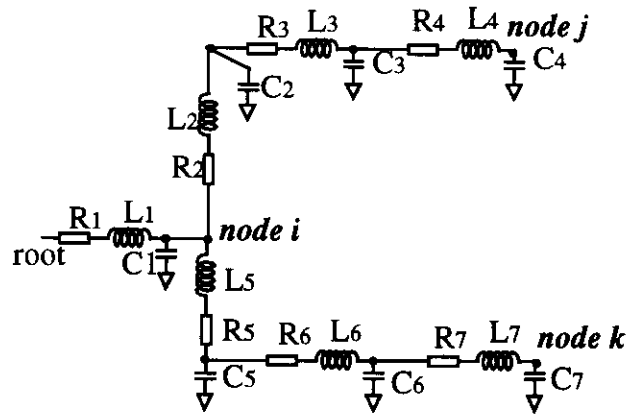 R3 L3 R4 L4 node j
C2 C3 C4
L2
R2
R1 L1 node i
root C1
L5
R5 R6 L6 R7 L7 node k
C5 C6 C7